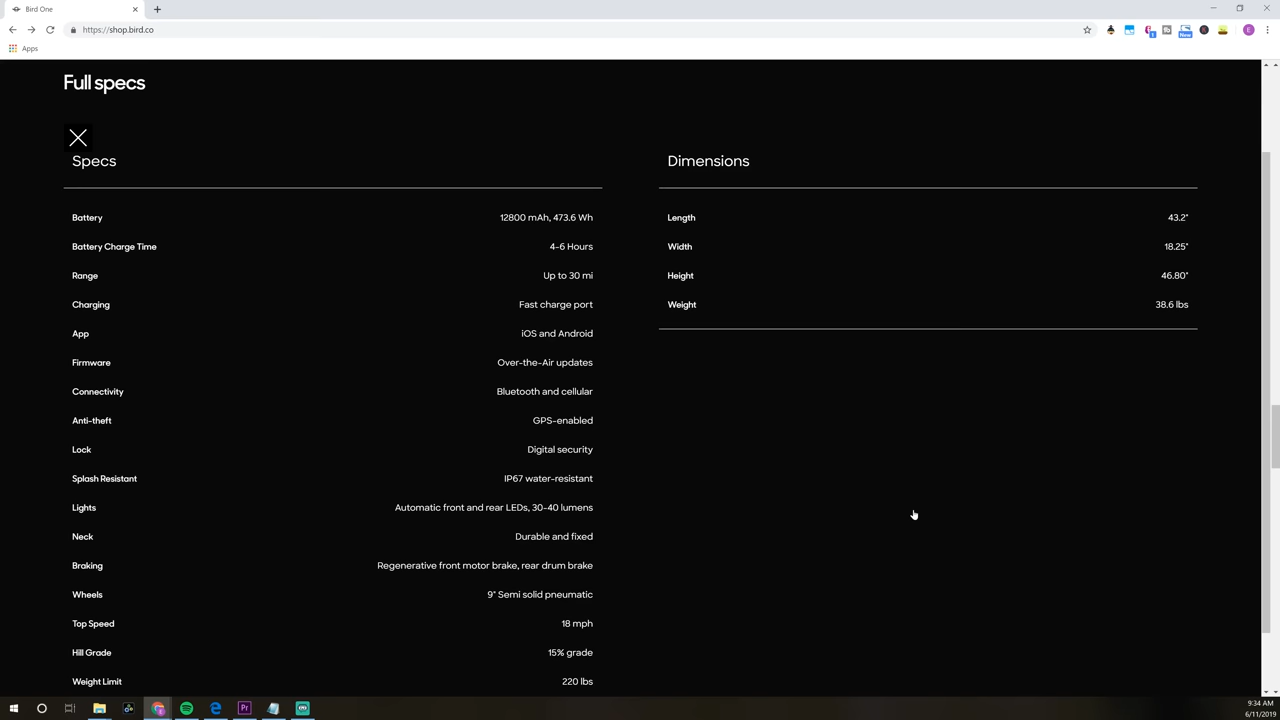 Bird One
https://shop.bird.co
Apps
New
E
Full specs
Specs
Battery 12800 mAh, 473.6 Wh
Battery Charge Time 4-6 Hours
Range Up to 30 mi
Charging Fast charge port
App iOS and Android
Firmware Over-the-Air updates
Connectivity Bluetooth and cellular
Anti-theft GPS-enabled
Lock Digital security
Splash Resistant IP67 water-resistant
Lights Automatic front and rear LEDs, 30-40 lumens
Neck Durable and fixed
Braking Regenerative front motor brake, rear drum brake
Wheels 9" Semi solid pneumatic
Top Speed 18 mph
Hill Grade 15% grade
Weight Limit 220 lbs
Dimensions
Length 43.2"
Width 18.25"
Height 46.80"
Weight 38.6 lbs
Pr
9:34 AM
6/11/2019